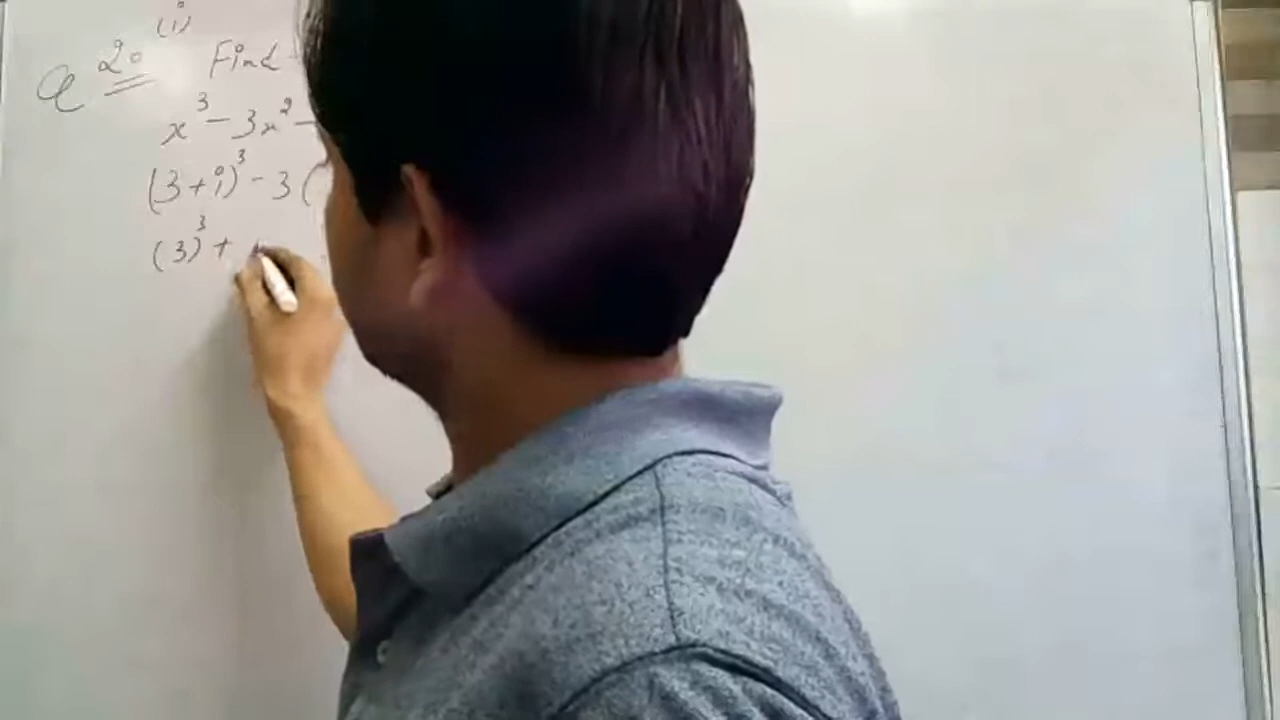 Q 20 (i) Find
x³ - 3x² -
(3+i)³ - 3(
(3)³ +